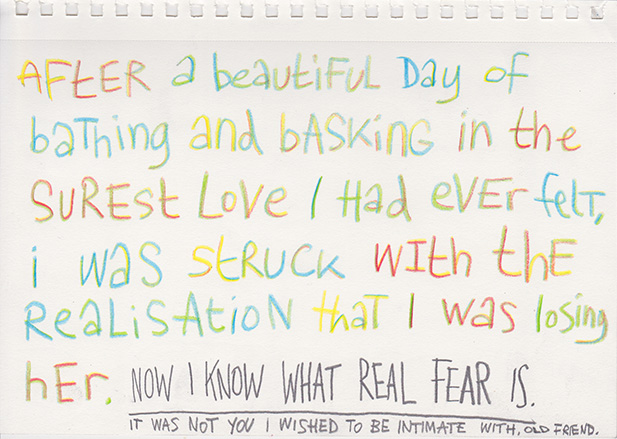 AFtER a beautiFUL Day of
baThing and bASKiNG in the
SUREst LOVE I Had eVER felT,
i was stRUCK WITh thE
RealiSAtioN that I was losing
hER. NOW I KNOW WHAT REAL FEAR IS.
IT WAS NOT YOU I WISHED TO BE INTIMATE WITH, OLD FRIEND.